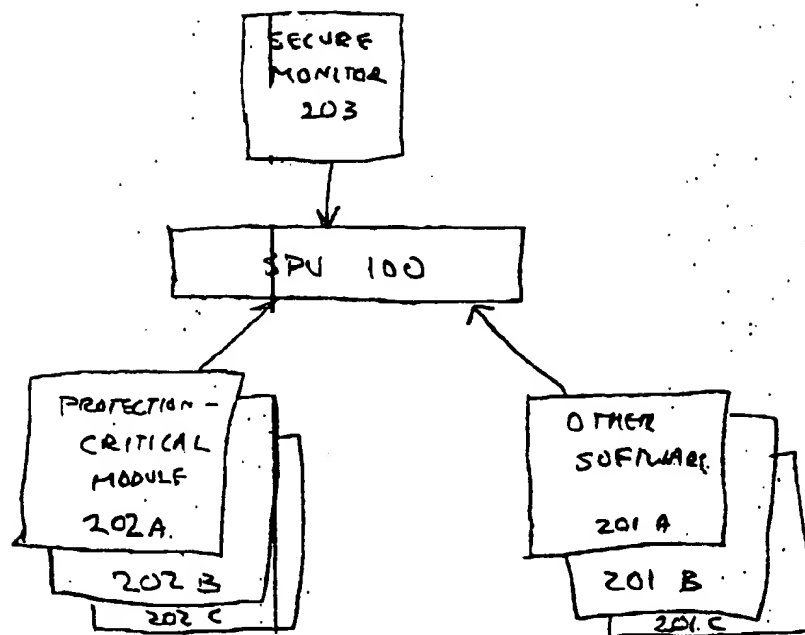 SECURE
MONITOR
203
SPU 100
PROTECTION-
CRITICAL
MODULE
202A.
202 B
202 C
OTHER
SOFTWARE
201 A
201 B
201.C